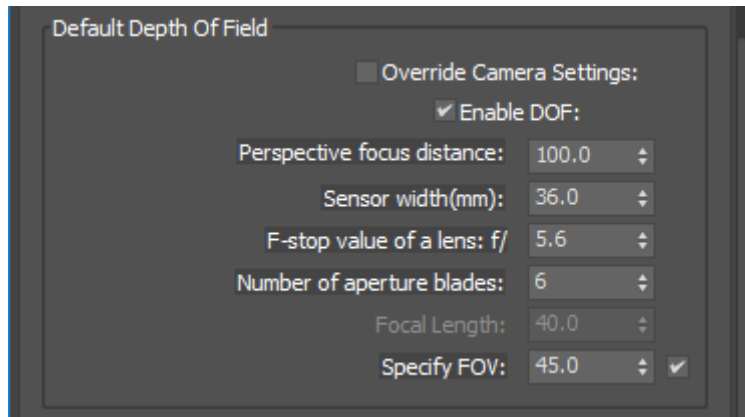 Default Depth Of Field
Override Camera Settings:
Enable DOF:
Perspective focus distance: 100.0
Sensor width(mm): 36.0
F-stop value of a lens: f/ 5.6
Number of aperture blades: 6
Focal Length: 40.0
Specify FOV: 45.0